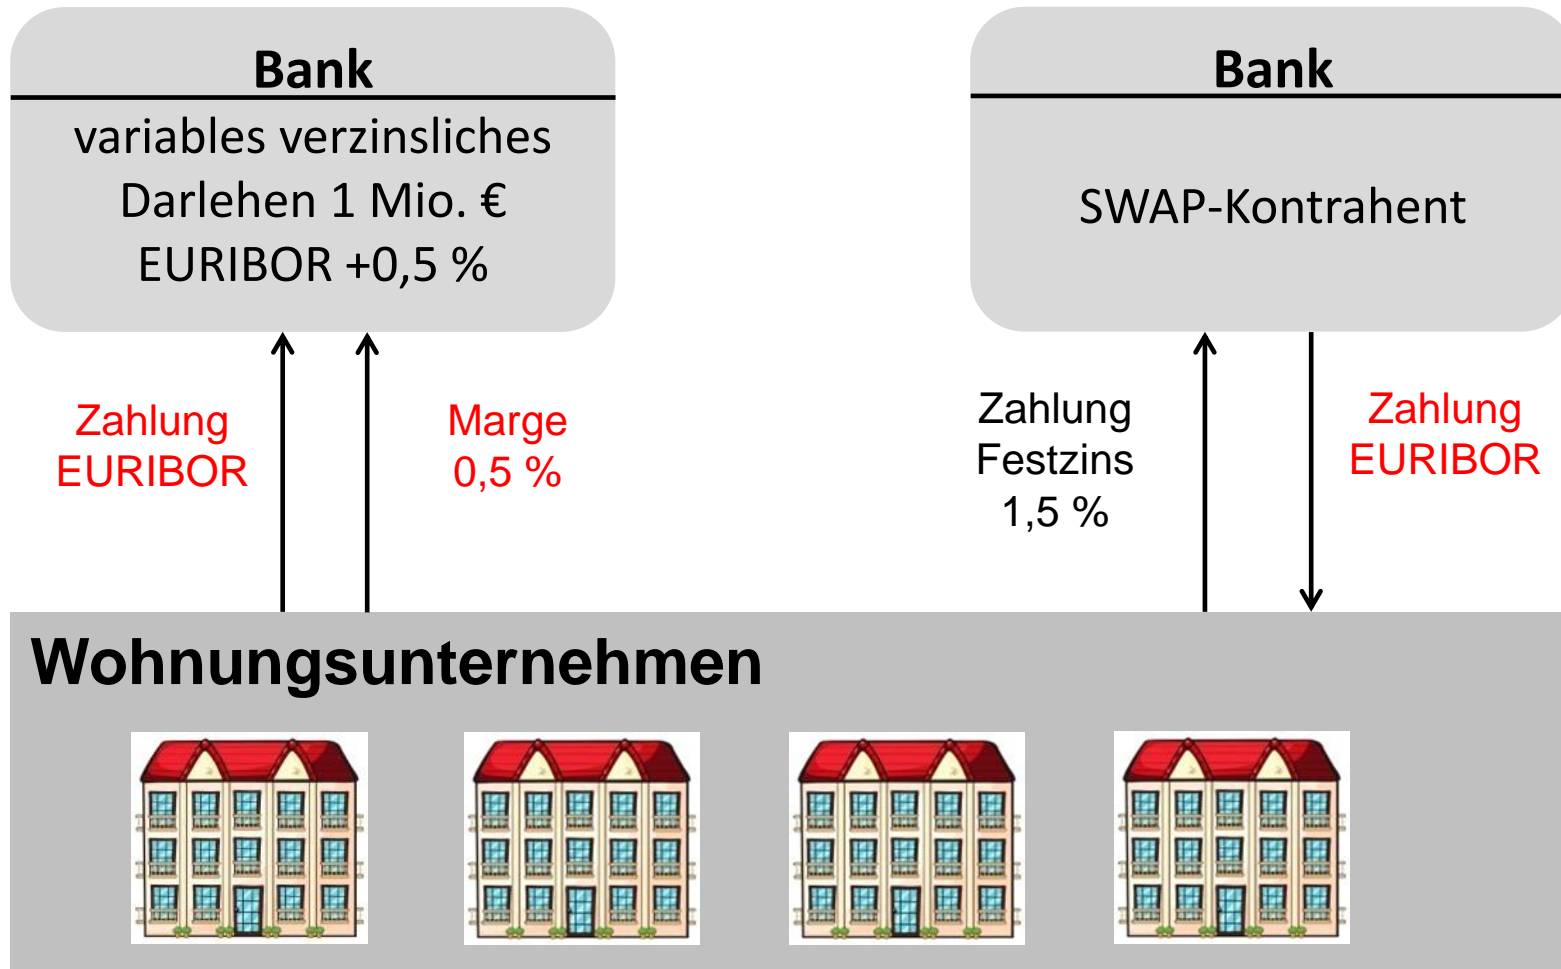 Bank
variables verzinsliches
Darlehen 1 Mio. €
EURIBOR +0,5 %
Bank
SWAP-Kontrahent
Zahlung
EURIBOR
Marge
0,5 %
Zahlung
Festzins
1,5 %
Zahlung
EURIBOR
Wohnungsunternehmen